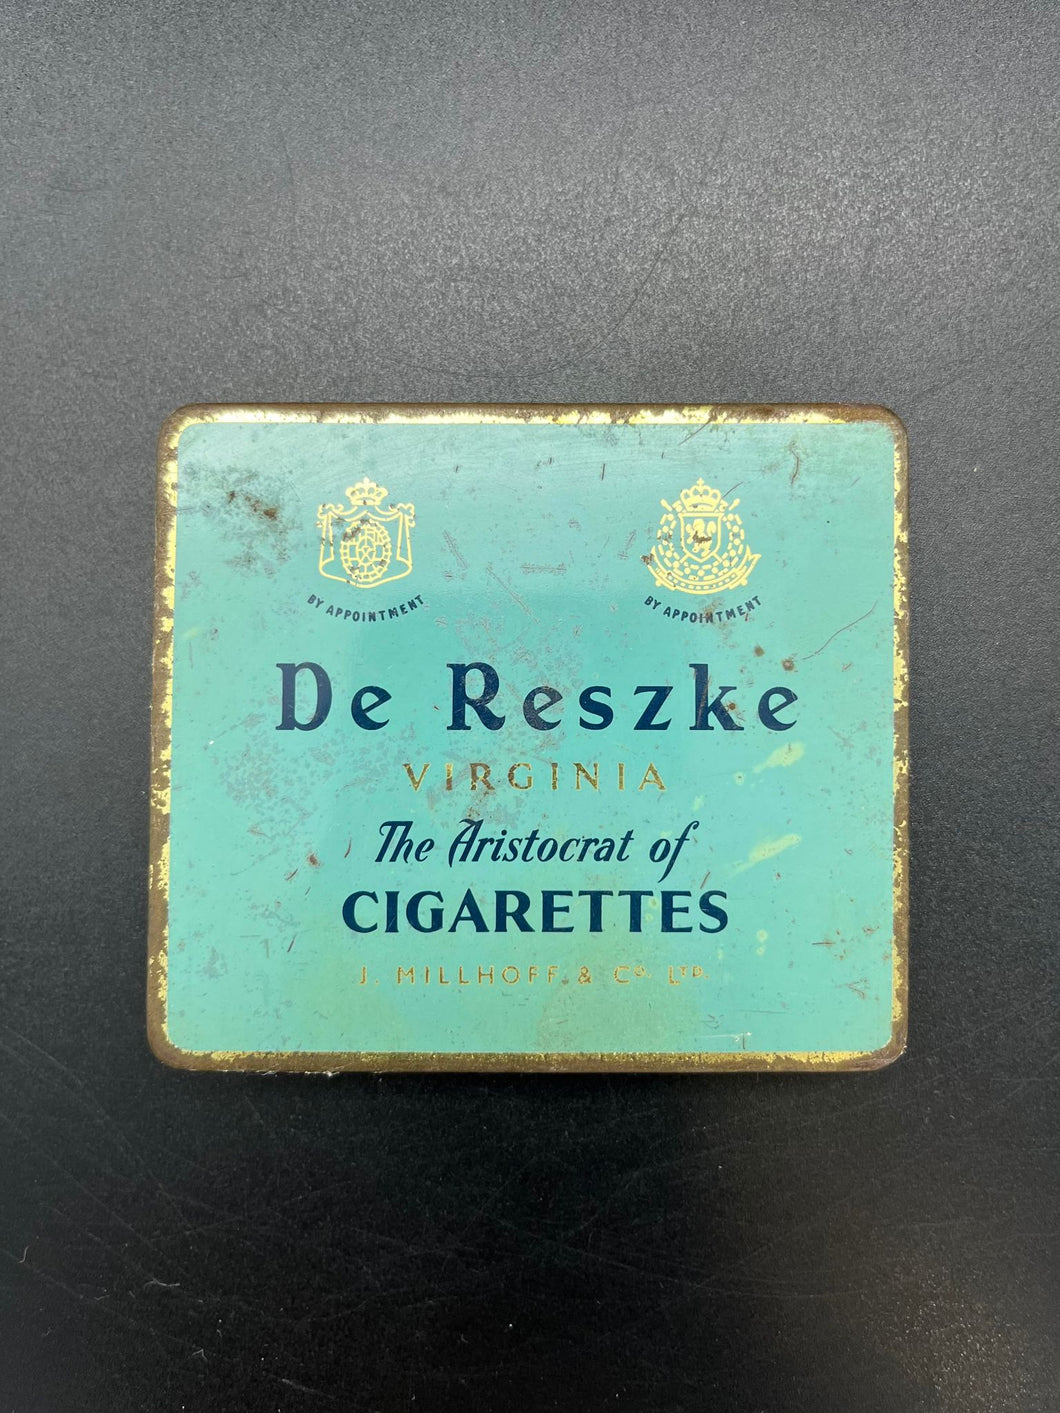 BY APPOINTMENT
BY APPOINTMENT
De Reszke
VIRGINIA
The Aristocrat of
CIGARETTES
J. MILLHOFF & Co. LTD.